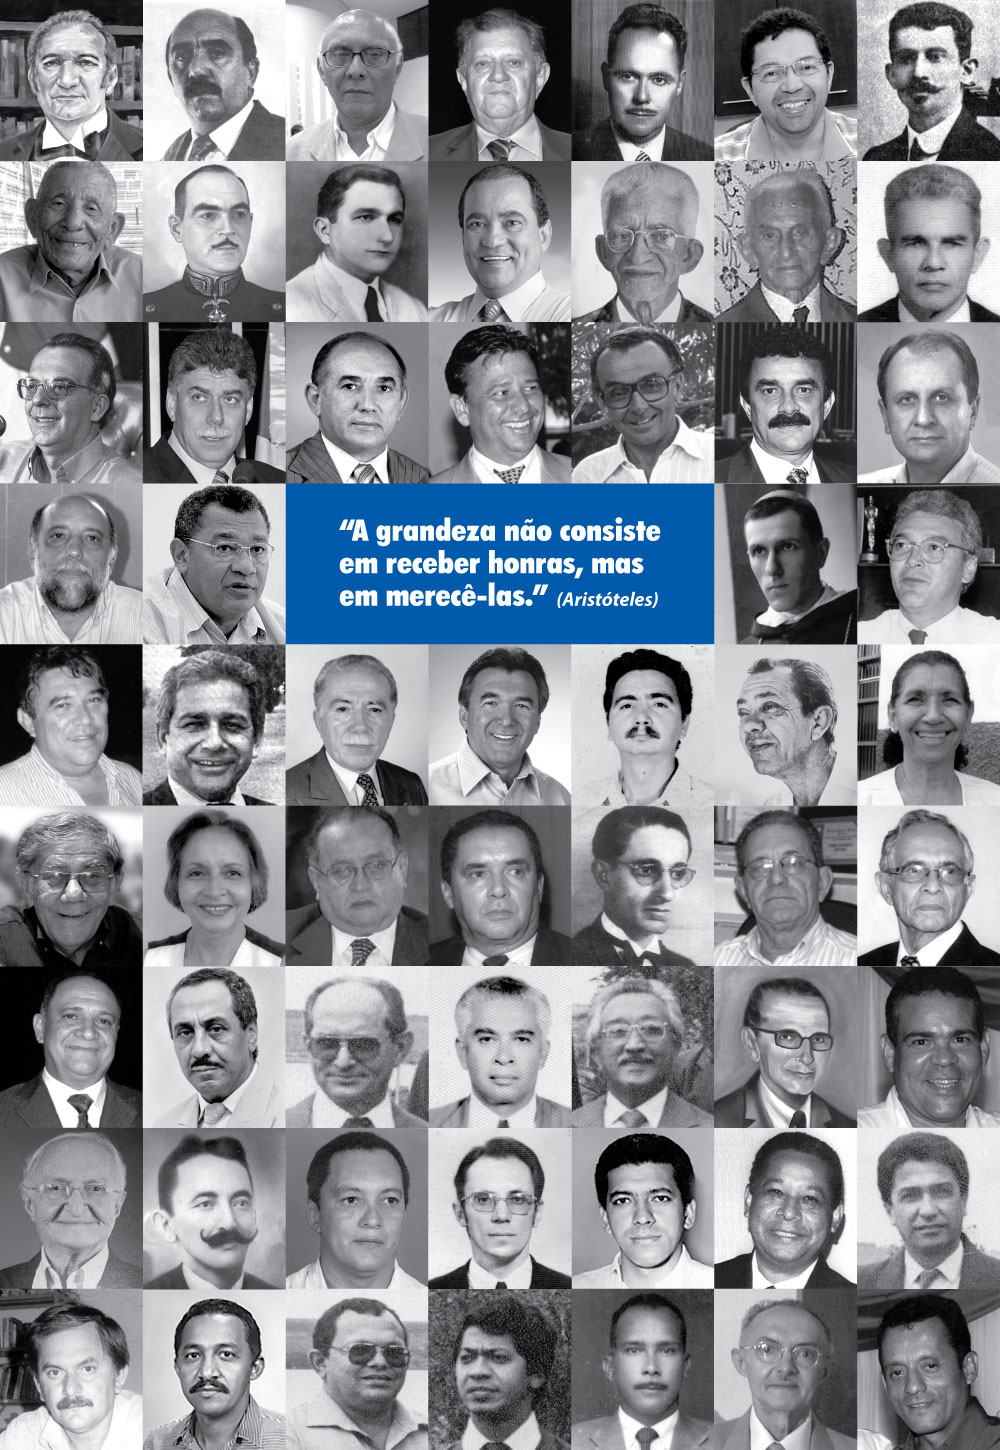 “A grandeza não consiste
em receber honras, mas
em merecê-las.” (Aristóteles)